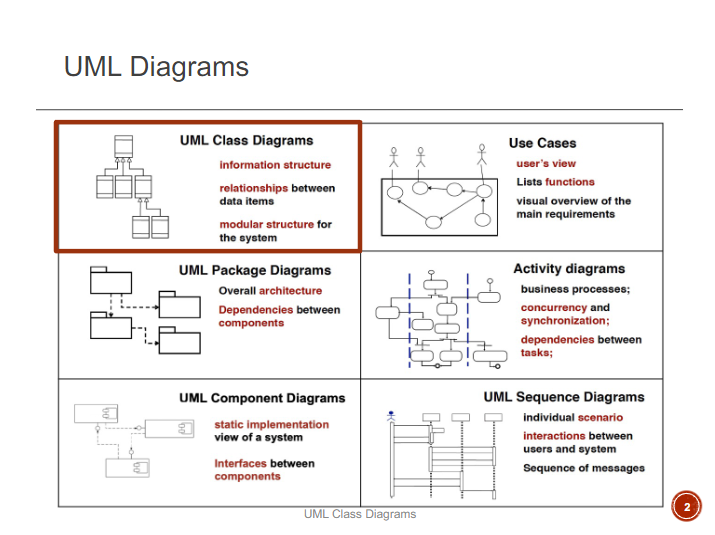 UML Diagrams
UML Class Diagrams
information structure
relationships between
data items
modular structure for
the system
Use Cases
user's view
Lists functions
visual overview of the
main requirements
UML Package Diagrams
Overall architecture
Dependencies between
components
Activity diagrams
business processes;
concurrency and
synchronization;
dependencies between
tasks;
UML Component Diagrams
static implementation
view of a system
Interfaces between
components
UML Sequence Diagrams
individual scenario
interactions between
users and system
Sequence of messages
UML Class Diagrams
2